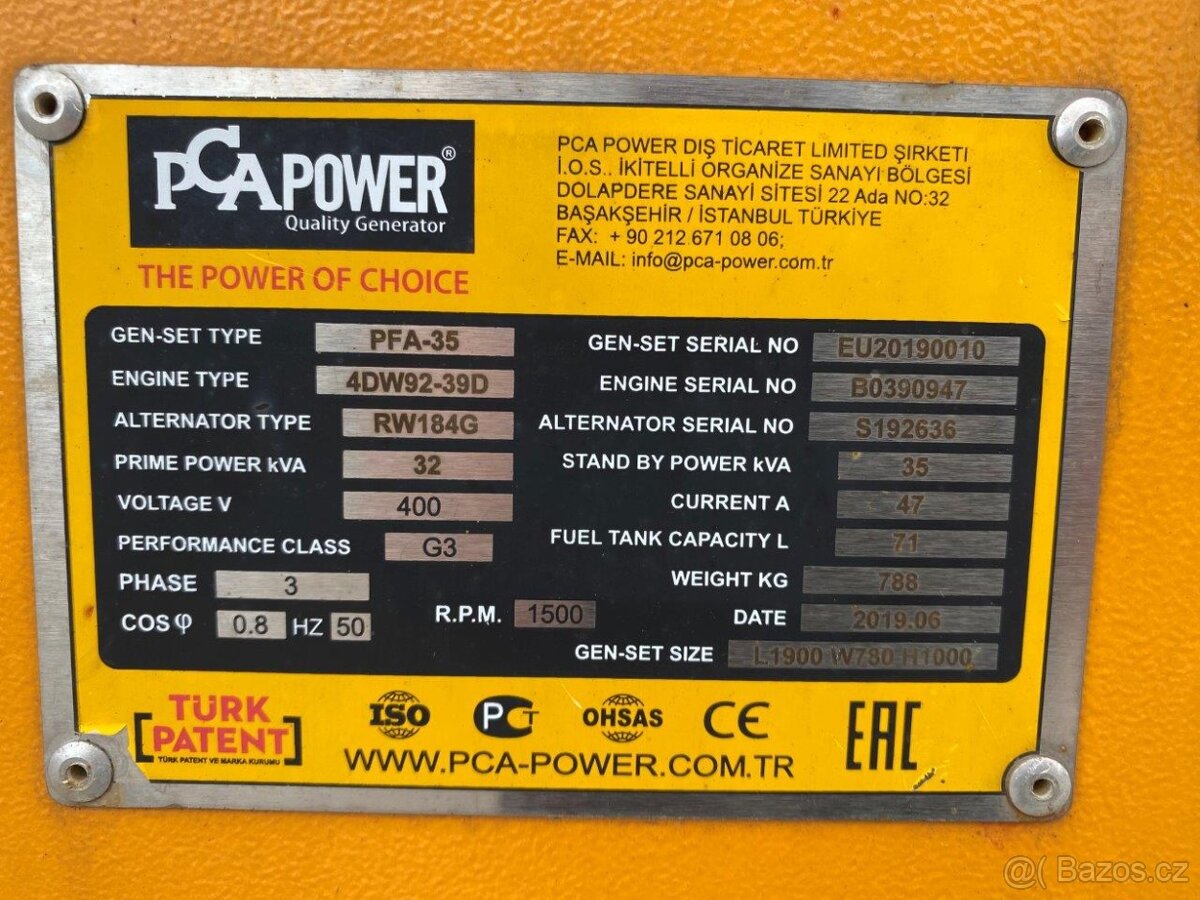 PCA POWER®
Quality Generator
THE POWER OF CHOICE
PCA POWER DIŞ TİCARET LIMITED ŞIRKETI
İ.O.S.. İKİTELLİ ORGANIZE SANAYI BÖLGESİ
DOLAPDERE SANAYİ SİTESİ 22 Ada NO:32
BAŞAKŞEHİR / İSTANBUL TÜRKİYE
FAX: + 90 212 671 08 06;
E-MAIL: info@pca-power.com.tr
GEN-SET TYPE PFA-35
ENGINE TYPE 4DW92-39D
ALTERNATOR TYPE RW184G
PRIME POWER kVA 32
VOLTAGE V 400
PERFORMANCE CLASS G3
PHASE 3
COS φ 0.8 HZ 50
R.P.M. 1500
GEN-SET SERIAL NO EU20190010
ENGINE SERIAL NO B0390947
ALTERNATOR SERIAL NO S192636
STAND BY POWER kVA 35
CURRENT A 47
FUEL TANK CAPACITY L 71
WEIGHT KG 788
DATE 2019.06
GEN-SET SIZE L1900 W780 H1000
TÜRK
PATENT
TÜRK PATENT VE MARKA KURUMU
ISO
PCT
OHSAS
CE
EAC
WWW.PCA-POWER.COM.TR
@( Bazos.cz